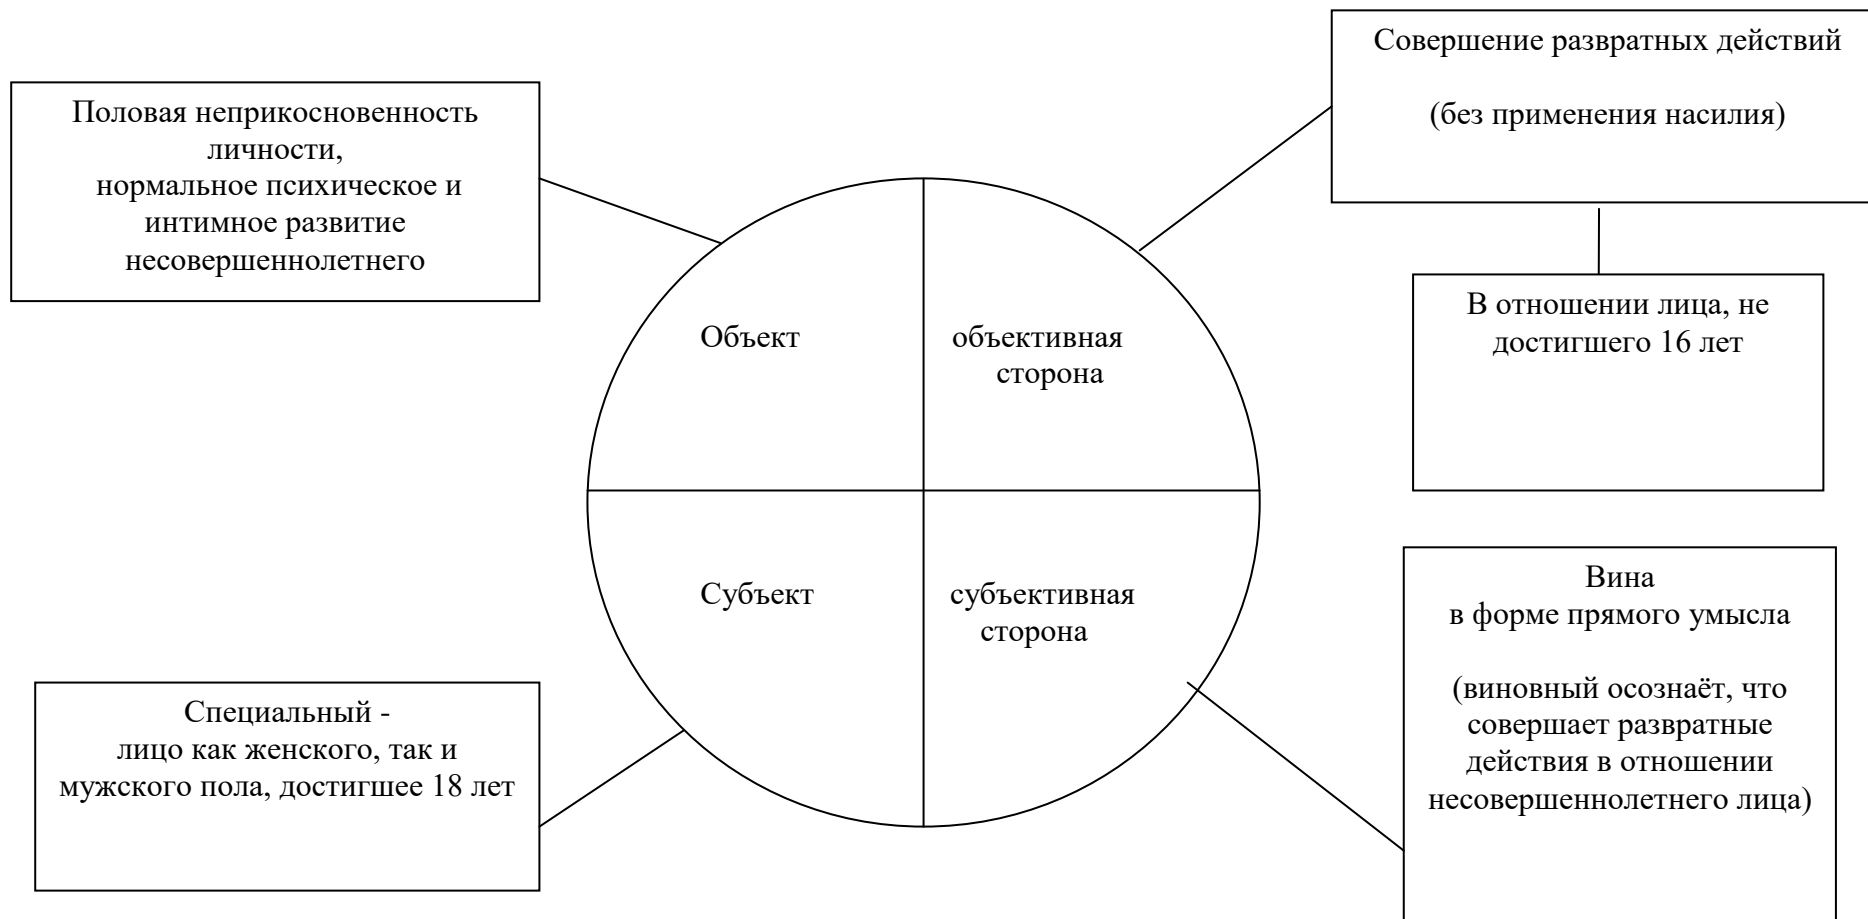 Совершение развратных действий
(без применения насилия)
Половая неприкосновенность
личности,
нормальное психическое и
интимное развитие
несовершеннолетнего
В отношении лица, не
достигшего 16 лет
Объект
объективная
сторона
Субъект
субъективная
сторона
Вина
в форме прямого умысла
(виновный осознаёт, что
совершает развратные
действия в отношении
несовершеннолетнего лица)
Специальный -
лицо как женского, так и
мужского пола, достигшее 18 лет